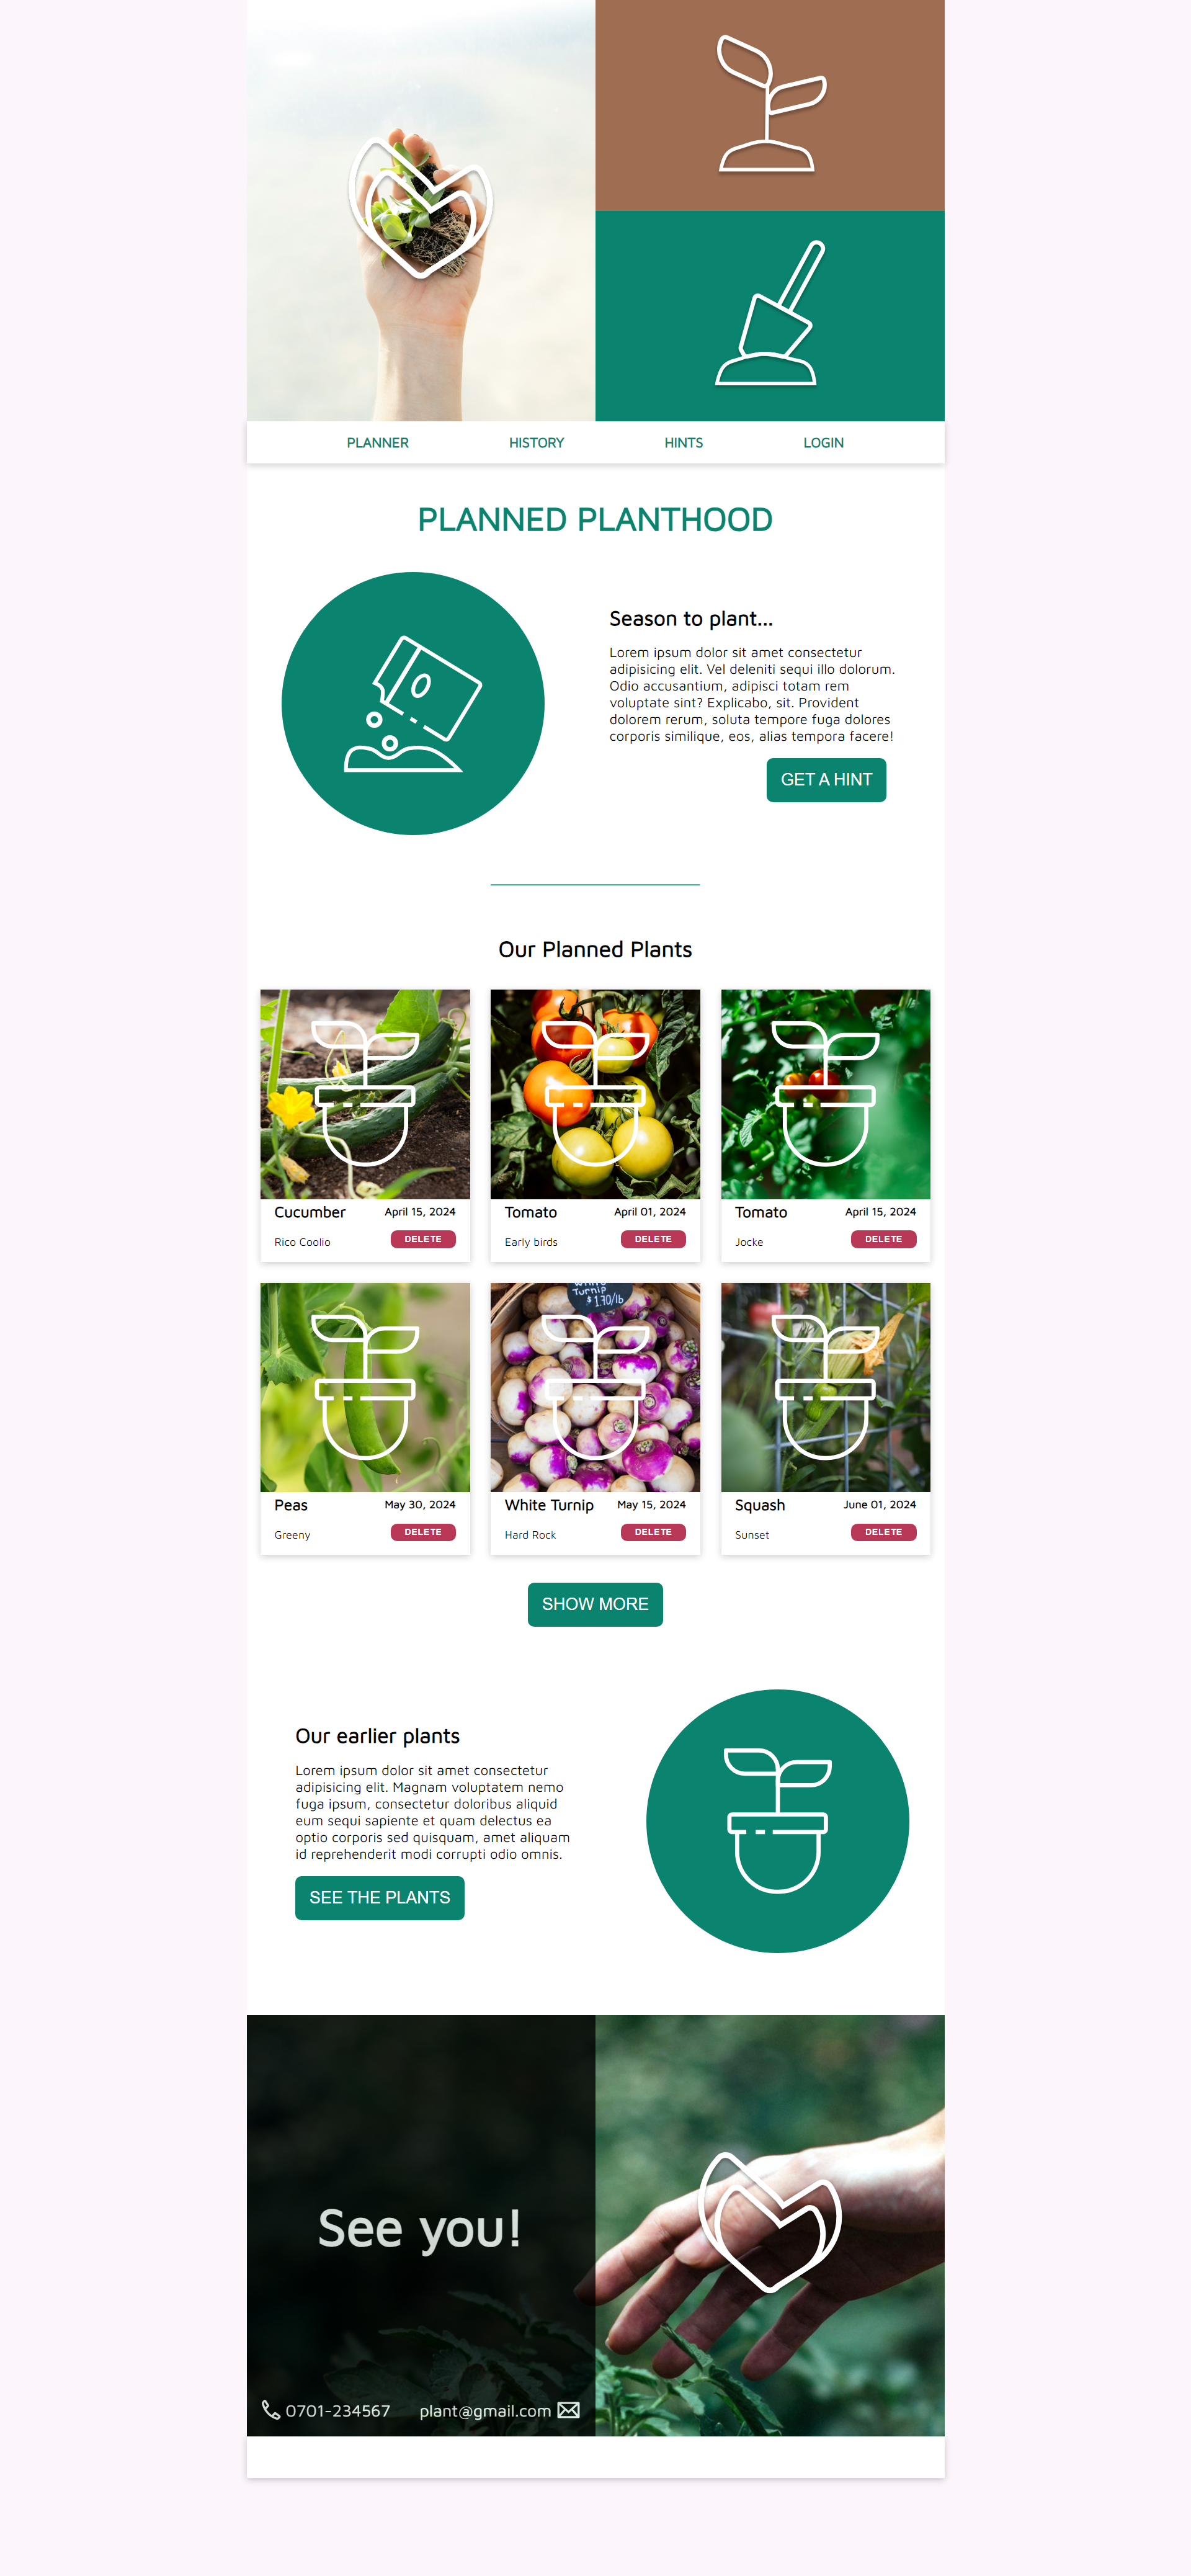 PLANNER HISTORY HINTS LOGIN
PLANNED PLANTHOOD
Season to plant...
Lorem ipsum dolor sit amet consectetur
adipisicing elit. Vel deleniti sequi illo dolorum.
Odio accusantium, adipisci totam rem
voluptate sint? Explicabo, sit. Provident
dolorem rerum, soluta tempore fuga dolores
corporis similique, eos, alias tempora facere!
GET A HINT
Our Planned Plants
Cucumber April 15, 2024
Rico Coolio DELETE
Tomato April 01, 2024
Early birds DELETE
Tomato April 15, 2024
Jocke DELETE
White
Turnip
$1.70/lb
Peas May 30, 2024
Greeny DELETE
White Turnip May 15, 2024
Hard Rock DELETE
Squash June 01, 2024
Sunset DELETE
SHOW MORE
Our earlier plants
Lorem ipsum dolor sit amet consectetur
adipisicing elit. Magnam voluptatem nemo
fuga ipsum, consectetur doloribus aliquid
eum sequi sapiente et quam delectus ea
optio corporis sed quisquam, amet aliquam
id reprehenderit modi corrupti odio omnis.
SEE THE PLANTS
See you!
0701-234567 plant@gmail.com